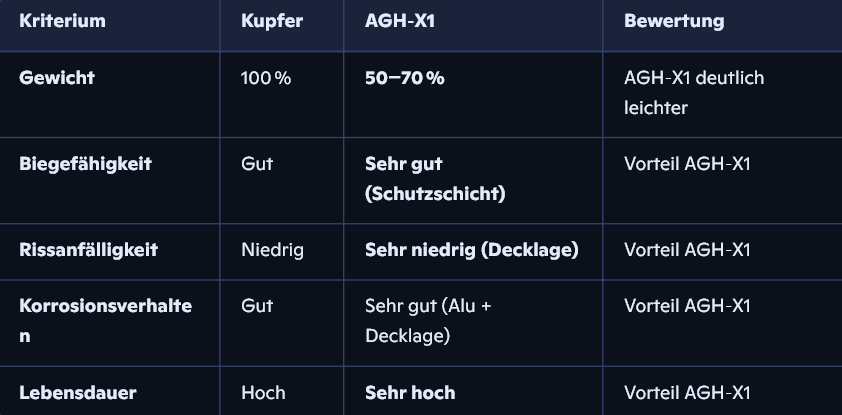 Kriterium Kupfer AGH-X1 Bewertung
Gewicht 100 % 50–70 % AGH-X1 deutlich
leichter
Biegefähigkeit Gut Sehr gut Vorteil AGH-X1
(Schutzschicht)
Rissanfälligkeit Niedrig Sehr niedrig (Decklage) Vorteil AGH-X1
Korrosionsverhalte Gut Sehr gut (Alu + Vorteil AGH-X1
n Decklage)
Lebensdauer Hoch Sehr hoch Vorteil AGH-X1